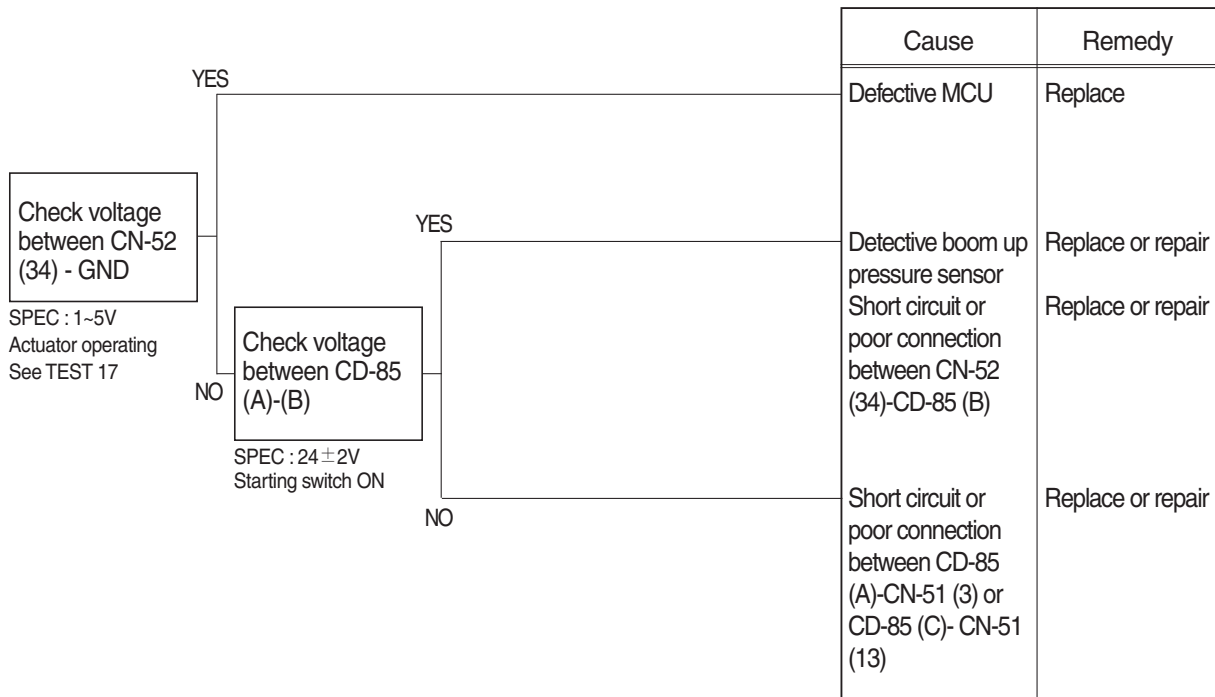 Cause Remedy
YES
Defective MCU Replace
Check voltage
between CN-52
(34) - GND
SPEC : 1~5V
Actuator operating
See TEST 17
NO
YES
Detective boom up Replace or repair
pressure sensor
Short circuit or Replace or repair
poor connection
between CN-52
(34)-CD-85 (B)
Check voltage
between CD-85
(A)-(B)
SPEC : 24±2V
Starting switch ON
NO
Short circuit or Replace or repair
poor connection
between CD-85
(A)-CN-51 (3) or
CD-85 (C)- CN-51
(13)